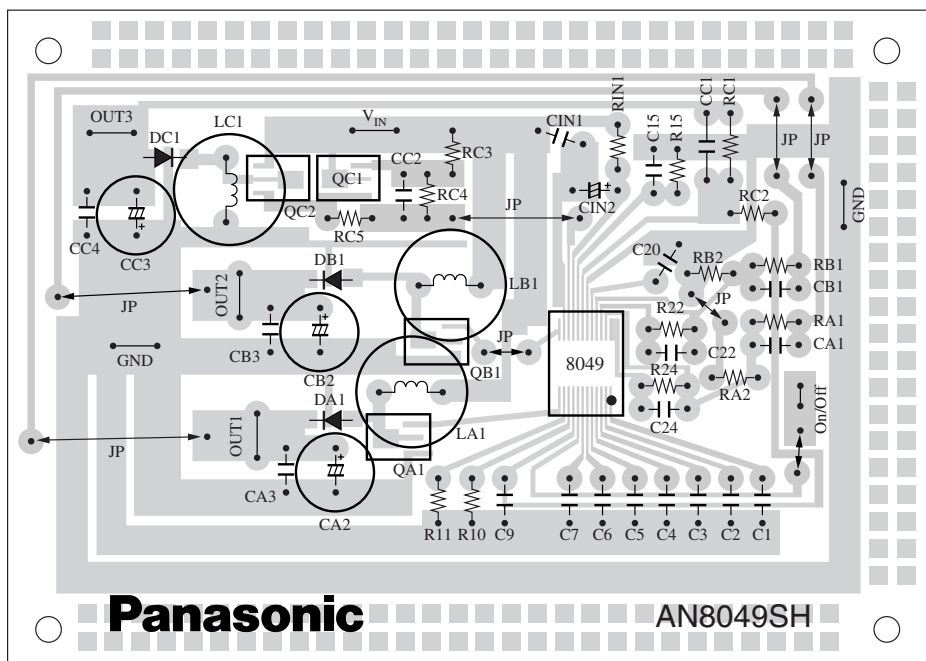 OUT3
LC1
V_IN
CIN1
RIN1
C15
R15
CC1
RC1
DC1
CC2
RC3
QC1
RC4
QC2
JP
CIN2
RC2
JP
GND
RC5
CC4
CC3
DB1
LB1
C20
RB2
RB1
CB1
JP
OUT2
JP
R22
RA1
CA1
GND
CB3
CB2
QB1
JP
8049
C22
R24
RA2
DA1
LA1
C24
On/Off
JP
OUT1
QA1
CA3
CA2
R11
R10
C9
C7
C6
C5
C4
C3
C2
C1
Panasonic
AN8049SH